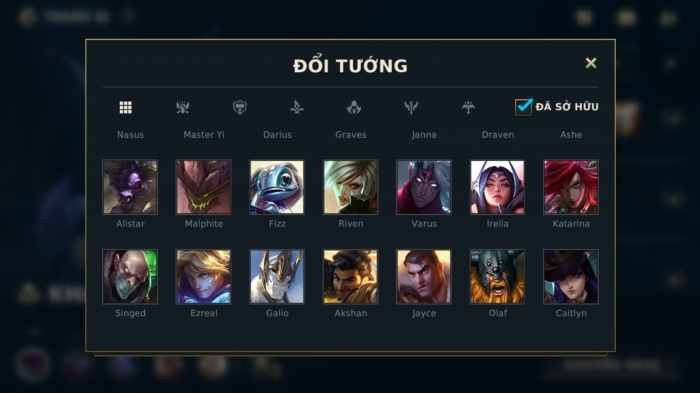 ĐỔI TƯỚNG
ĐÃ SỞ HỮU
Nasus Master Yi Darius Graves Janna Draven Ashe
Alistar Malphite Fizz Riven Varus Irelia Katarina
Singed Ezreal Galio Akshan Jayce Olaf Caitlyn